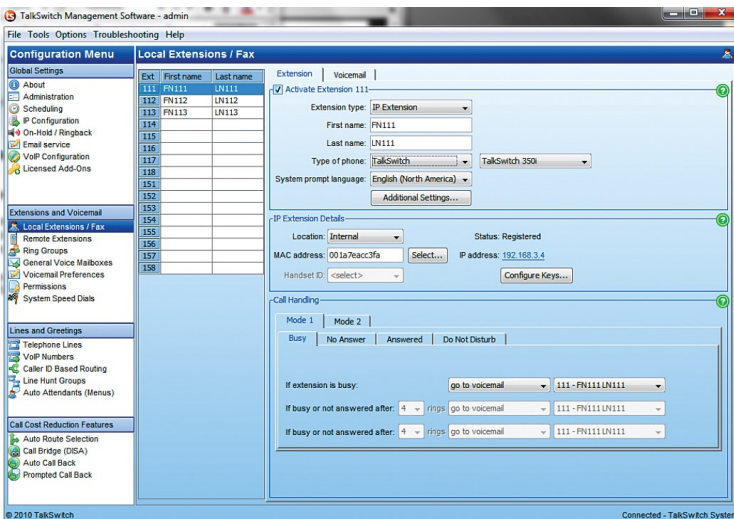 TalkSwitch Management Software - admin
File Tools Options Troubleshooting Help
Configuration Menu
Global Settings
About
Administration
Scheduling
IP Configuration
On-Hold / Ringback
Email service
VoIP Configuration
Licensed Add-Ons
Extensions and Voicemail
Local Extensions / Fax
Remote Extensions
Ring Groups
General Voice Mailboxes
Voicemail Preferences
Permissions
System Speed Dials
Lines and Greetings
Telephone Lines
VoIP Numbers
Caller ID Based Routing
Line Hunt Groups
Auto Attendants (Menus)
Call Cost Reduction Features
Auto Route Selection
Call Bridge (DISA)
Auto Call Back
Prompted Call Back
Local Extensions / Fax
Ext First name Last name
111 FN111 LN111
112 FN112 LN112
113 FN113 LN113
114
115
116
117
118
151
152
153
154
155
156
157
158
Extension Voicemail
Activate Extension 111
Extension type: IP Extension
First name: FN111
Last name: LN111
Type of phone: TalkSwitch TalkSwitch 350i
System prompt language: English (North America)
Additional Settings...
IP Extension Details
Location: Internal Status: Registered
MAC address: 001a7eacc3fa Select... IP address: 192.168.3.4
Handset ID: <select> Configure Keys...
Call Handling
Mode 1 Mode 2
Busy No Answer Answered Do Not Disturb
If extension is busy: go to voicemail 111 - FN111 LN111
If busy or not answered after: 4 rings go to voicemail 111 - FN111 LN111
If busy or not answered after: 4 rings go to voicemail 111 - FN111 LN111
© 2010 TalkSwitch Connected - TalkSwitch System